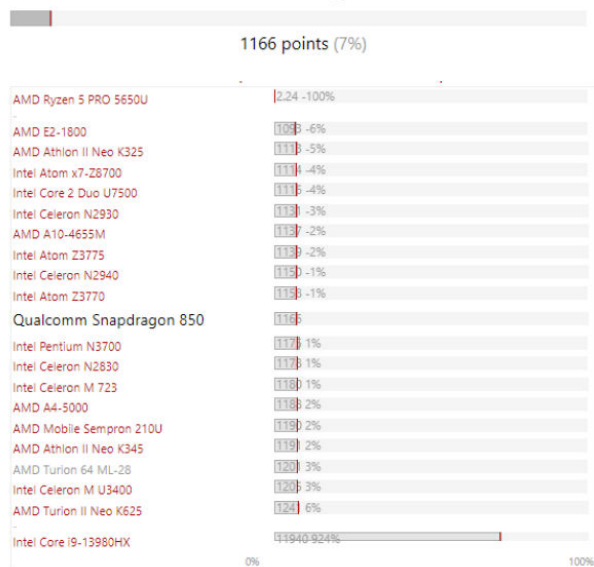 1166 points (7%)
AMD Ryzen 5 PRO 5650U 2.24 -100%
AMD E2-1800 1093 -6%
AMD Athlon II Neo K325 1113 -5%
Intel Atom x7-Z8700 1114 -4%
Intel Core 2 Duo U7500 1115 -4%
Intel Celeron N2930 1131 -3%
AMD A10-4655M 1137 -2%
Intel Atom Z3775 1139 -2%
Intel Celeron N2940 1150 -1%
Intel Atom Z3770 1153 -1%
Qualcomm Snapdragon 850 1166
Intel Pentium N3700 1173 1%
Intel Celeron N2830 1173 1%
Intel Celeron M 723 1180 1%
AMD A4-5000 1183 2%
AMD Mobile Sempron 210U 1190 2%
AMD Athlon II Neo K345 1191 2%
AMD Turion 64 ML-28 1201 3%
Intel Celeron M U3400 1205 3%
AMD Turion II Neo K625 1241 6%
Intel Core i9-13980HX 11940 924%
0% 100%